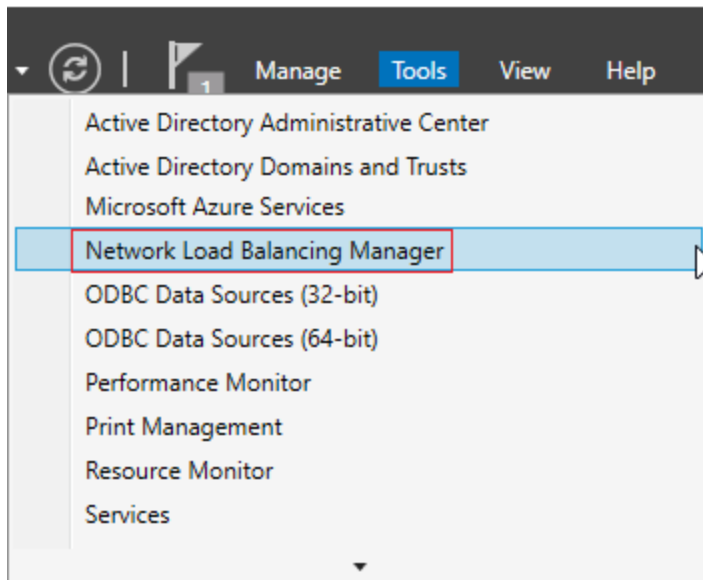 Manage Tools View Help
1
Active Directory Administrative Center
Active Directory Domains and Trusts
Microsoft Azure Services
Network Load Balancing Manager
ODBC Data Sources (32-bit)
ODBC Data Sources (64-bit)
Performance Monitor
Print Management
Resource Monitor
Services